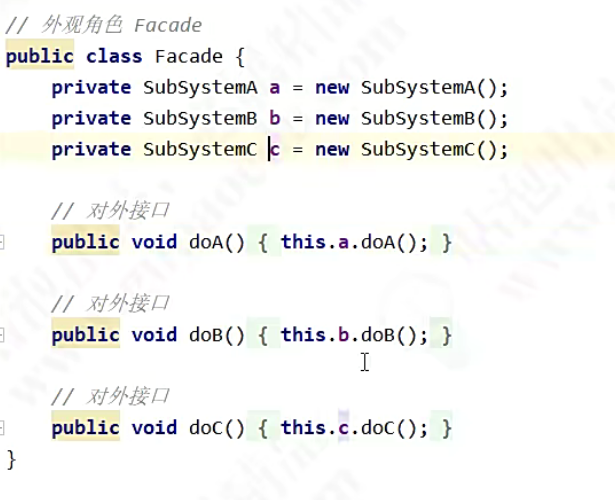 // 外观角色 Facade
public class Facade {
    private SubSystemA a = new SubSystemA();
    private SubSystemB b = new SubSystemB();
    private SubSystemC c = new SubSystemC();
    // 对外接口
    public void doA() { this.a.doA(); }
    // 对外接口
    public void doB() { this.b.doB(); }
    // 对外接口
    public void doC() { this.c.doC(); }
}